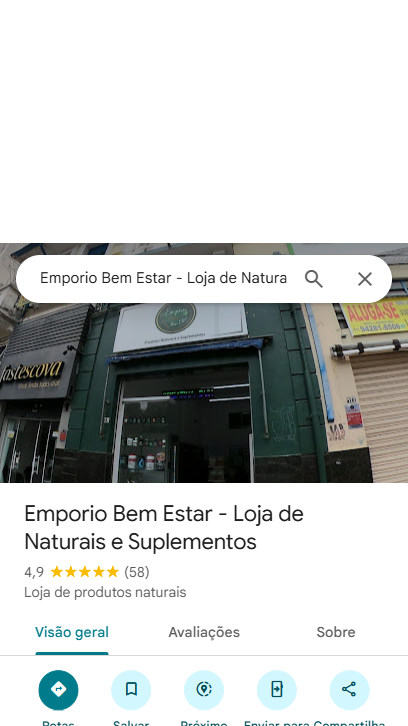 Emporio Bem Estar - Loja de Natura
ALUGA-SE
fastescova
Emporio Bem Estar - Loja de
Naturais e Suplementos
4,9 (58)
Loja de produtos naturais
Visão geral Avaliações Sobre
Rotas Salvar Próximo Enviar para Compartilha